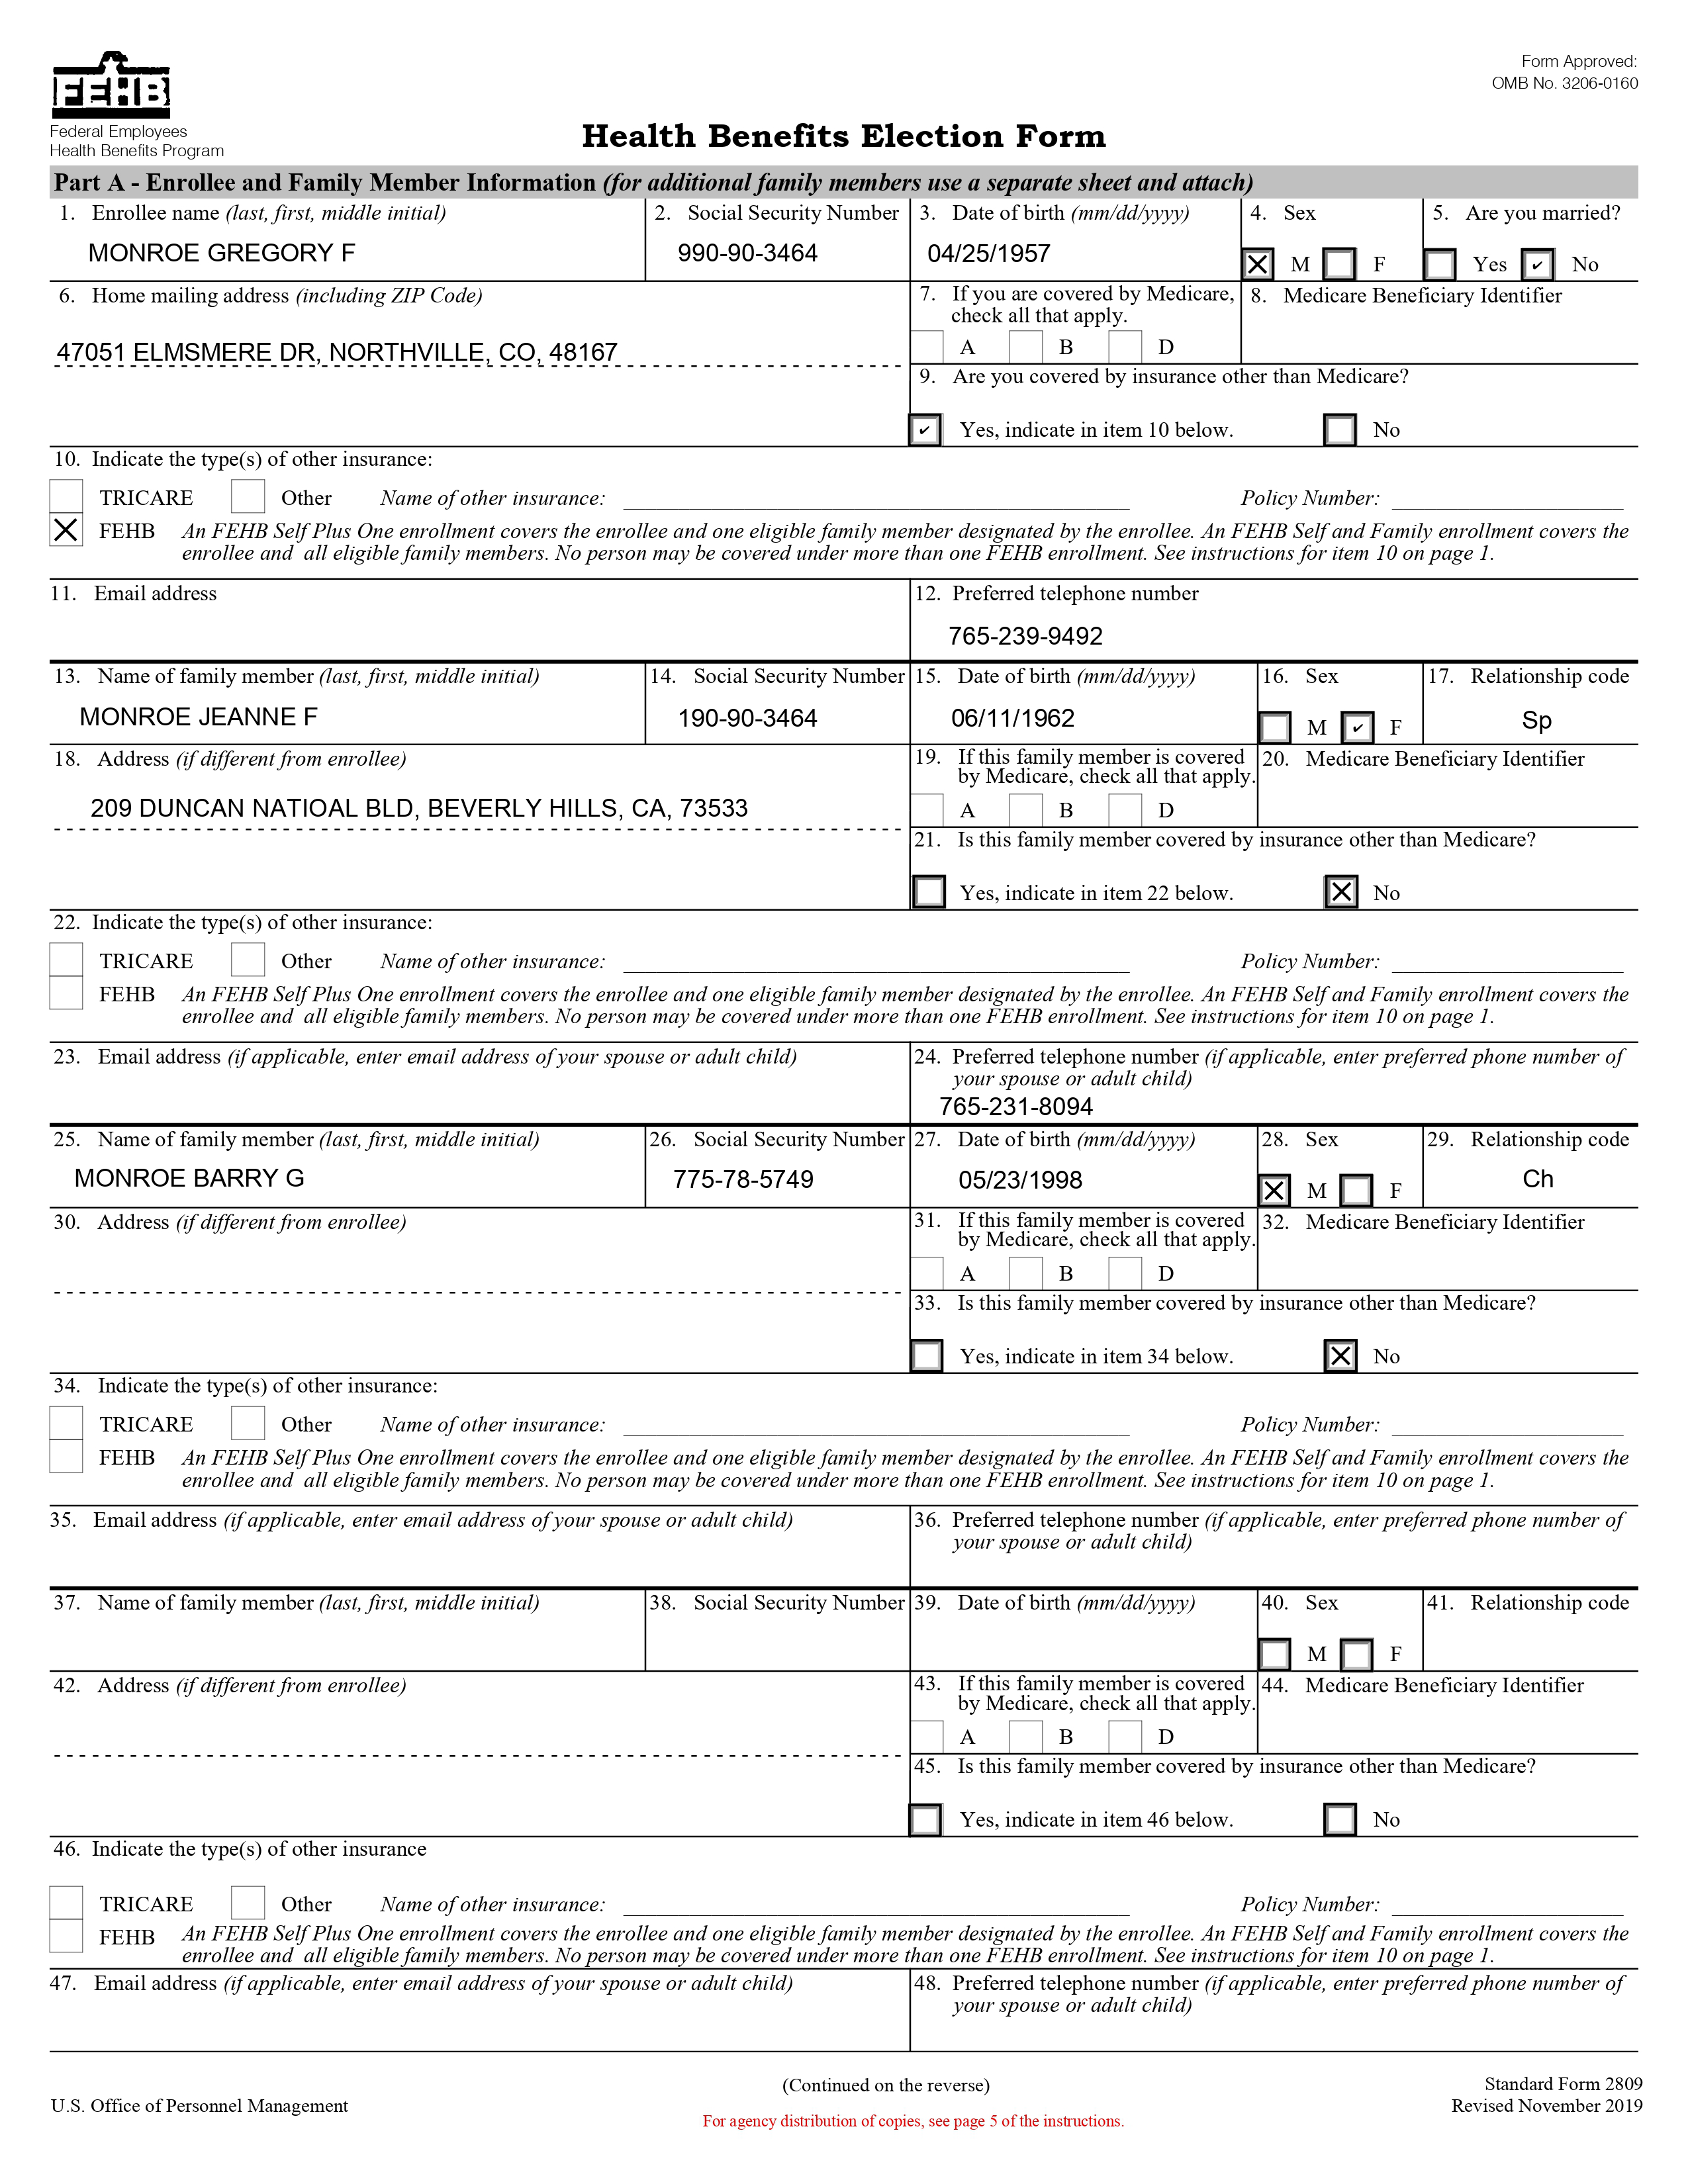 FEHB
Federal Employees
Health Benefits Program
Form Approved:
OMB No. 3206-0160
Health Benefits Election Form
Part A - Enrollee and Family Member Information (for additional family members use a separate sheet and attach)
1. Enrollee name (last, first, middle initial)
MONROE GREGORY F
2. Social Security Number
990-90-3464
3. Date of birth (mm/dd/yyyy)
04/25/1957
4. Sex
M F
5. Are you married?
Yes No
6. Home mailing address (including ZIP Code)
47051 ELMSMERE DR, NORTHVILLE, CO, 48167
7. If you are covered by Medicare,
check all that apply.
A B D
8. Medicare Beneficiary Identifier
9. Are you covered by insurance other than Medicare?
Yes, indicate in item 10 below. No
10. Indicate the type(s) of other insurance:
TRICARE Other Name of other insurance: Policy Number:
FEHB An FEHB Self Plus One enrollment covers the enrollee and one eligible family member designated by the enrollee. An FEHB Self and Family enrollment covers the
enrollee and all eligible family members. No person may be covered under more than one FEHB enrollment. See instructions for item 10 on page 1.
11. Email address
12. Preferred telephone number
765-239-9492
13. Name of family member (last, first, middle initial)
MONROE JEANNE F
14. Social Security Number
190-90-3464
15. Date of birth (mm/dd/yyyy)
06/11/1962
16. Sex
M F
17. Relationship code
Sp
18. Address (if different from enrollee)
209 DUNCAN NATIOAL BLD, BEVERLY HILLS, CA, 73533
19. If this family member is covered
by Medicare, check all that apply.
A B D
20. Medicare Beneficiary Identifier
21. Is this family member covered by insurance other than Medicare?
Yes, indicate in item 22 below. No
22. Indicate the type(s) of other insurance:
TRICARE Other Name of other insurance: Policy Number:
FEHB An FEHB Self Plus One enrollment covers the enrollee and one eligible family member designated by the enrollee. An FEHB Self and Family enrollment covers the
enrollee and all eligible family members. No person may be covered under more than one FEHB enrollment. See instructions for item 10 on page 1.
23. Email address (if applicable, enter email address of your spouse or adult child)
24. Preferred telephone number (if applicable, enter preferred phone number of
your spouse or adult child)
765-231-8094
25. Name of family member (last, first, middle initial)
MONROE BARRY G
26. Social Security Number
775-78-5749
27. Date of birth (mm/dd/yyyy)
05/23/1998
28. Sex
M F
29. Relationship code
Ch
30. Address (if different from enrollee)
31. If this family member is covered
by Medicare, check all that apply.
A B D
32. Medicare Beneficiary Identifier
33. Is this family member covered by insurance other than Medicare?
Yes, indicate in item 34 below. No
34. Indicate the type(s) of other insurance:
TRICARE Other Name of other insurance: Policy Number:
FEHB An FEHB Self Plus One enrollment covers the enrollee and one eligible family member designated by the enrollee. An FEHB Self and Family enrollment covers the
enrollee and all eligible family members. No person may be covered under more than one FEHB enrollment. See instructions for item 10 on page 1.
35. Email address (if applicable, enter email address of your spouse or adult child)
36. Preferred telephone number (if applicable, enter preferred phone number of
your spouse or adult child)
37. Name of family member (last, first, middle initial)
38. Social Security Number
39. Date of birth (mm/dd/yyyy)
40. Sex
M F
41. Relationship code
42. Address (if different from enrollee)
43. If this family member is covered
by Medicare, check all that apply.
A B D
44. Medicare Beneficiary Identifier
45. Is this family member covered by insurance other than Medicare?
Yes, indicate in item 46 below. No
46. Indicate the type(s) of other insurance
TRICARE Other Name of other insurance: Policy Number:
FEHB An FEHB Self Plus One enrollment covers the enrollee and one eligible family member designated by the enrollee. An FEHB Self and Family enrollment covers the
enrollee and all eligible family members. No person may be covered under more than one FEHB enrollment. See instructions for item 10 on page 1.
47. Email address (if applicable, enter email address of your spouse or adult child)
48. Preferred telephone number (if applicable, enter preferred phone number of
your spouse or adult child)
(Continued on the reverse)
U.S. Office of Personnel Management
For agency distribution of copies, see page 5 of the instructions.
Standard Form 2809
Revised November 2019